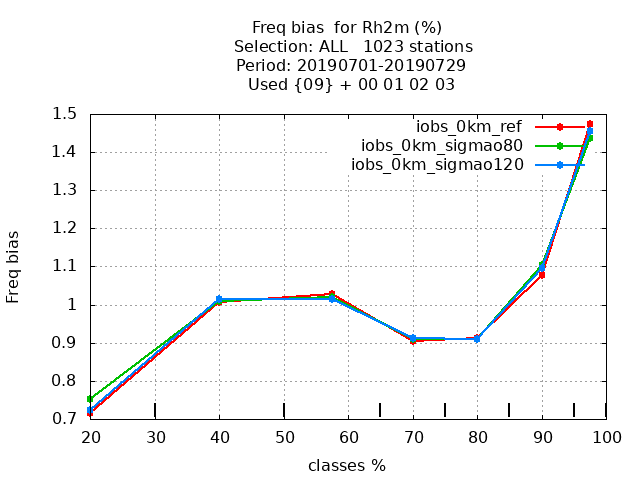 Freq bias  for Rh2m (%)
Selection: ALL   1023 stations
Period: 20190701-20190729
Used {09} + 00 01 02 03
iobs_0km_ref
iobs_0km_sigmao80
iobs_0km_sigmao120
Freq bias
1.5
1.4
1.3
1.2
1.1
1
0.9
0.8
0.7
20 30 40 50 60 70 80 90 100
classes %